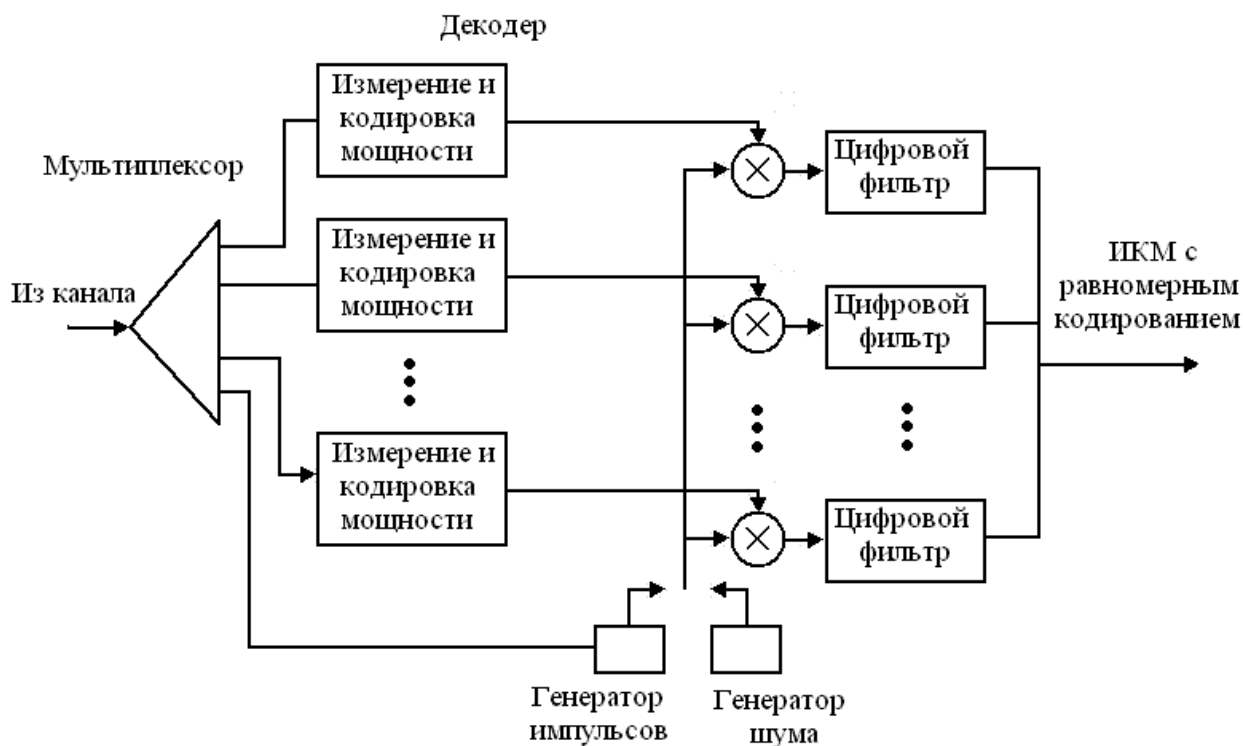 Декодер
Измерение и
кодировка
мощности
Мультиплексор
Цифровой
фильтр
Измерение и
кодировка
мощности
Из канала
Цифровой
фильтр
ИКМ с
равномерным
кодированием
Измерение и
кодировка
мощности
Цифровой
фильтр
Генератор
импульсов
Генератор
шума